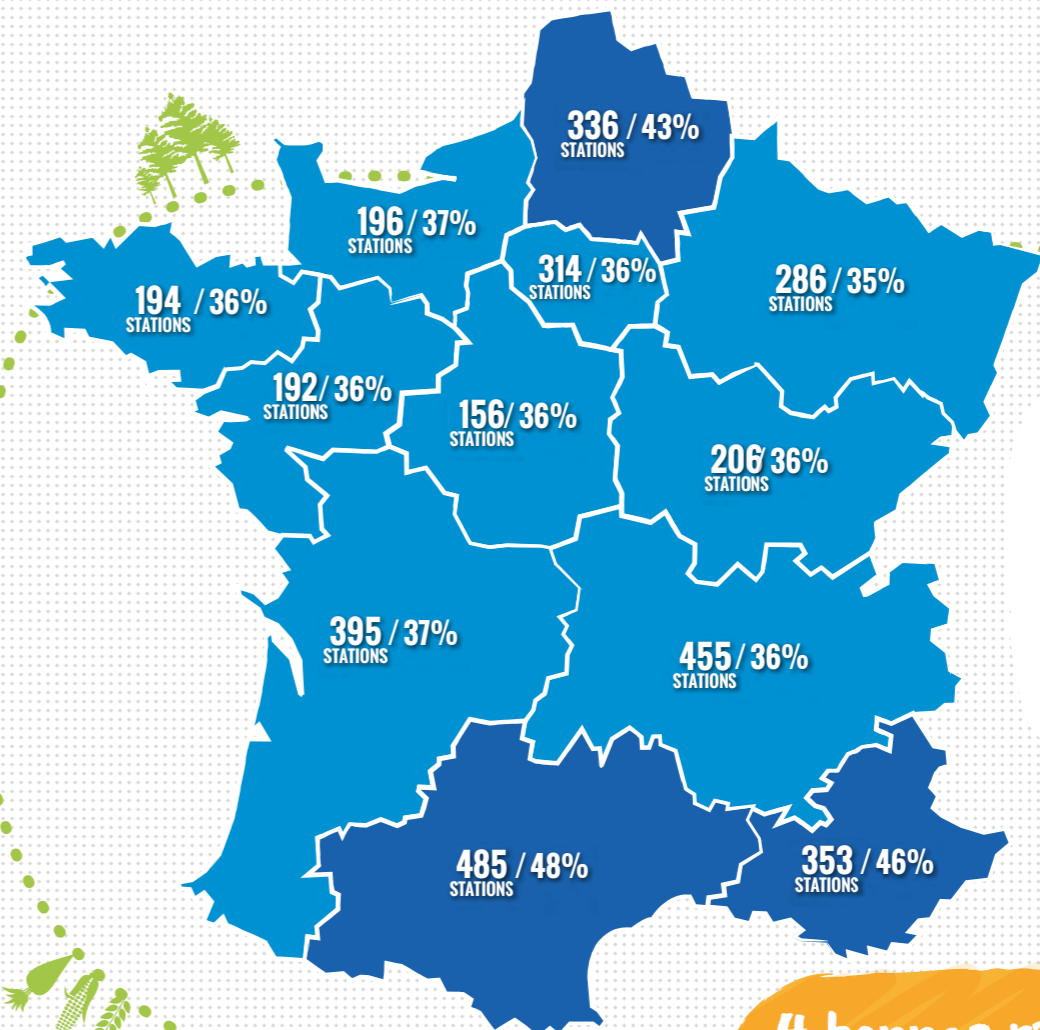 336 / 43%
STATIONS
196 / 37%
STATIONS
314 / 36%
STATIONS
286 / 35%
STATIONS
194 / 36%
STATIONS
192 / 36%
STATIONS
156 / 36%
STATIONS
206 / 36%
STATIONS
395 / 37%
STATIONS
455 / 36%
STATIONS
485 / 48%
STATIONS
353 / 46%
STATIONS